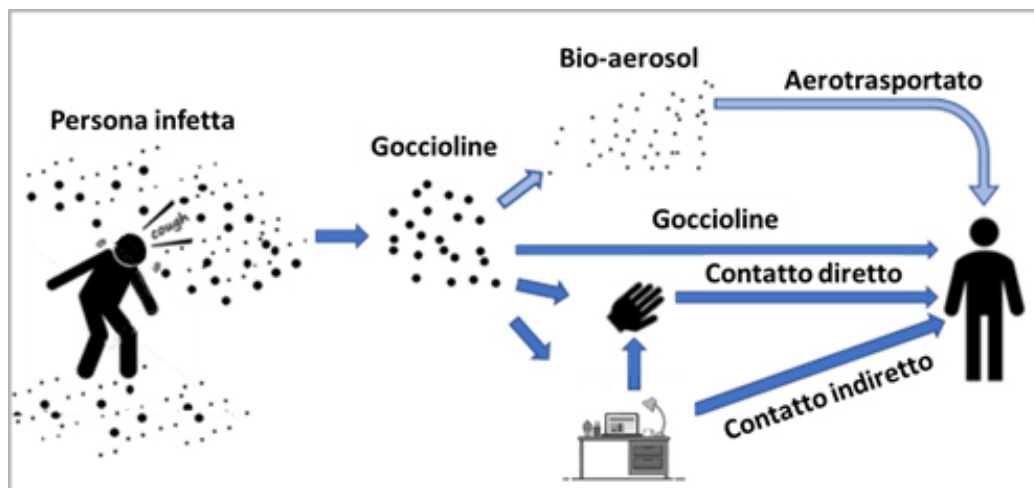 Bio-aerosol
Aerotrasportato
Persona infetta
Goccioline
cough
Goccioline
Contatto diretto
Contatto indiretto